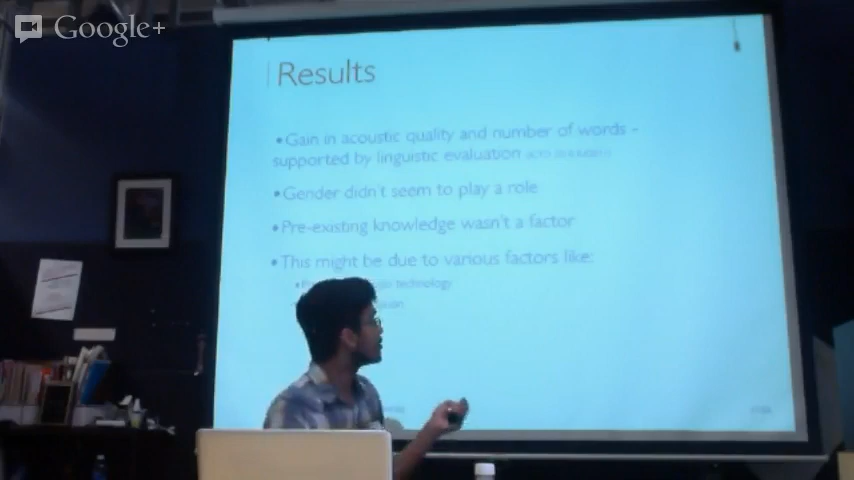 Google+
Results
•Gain in acoustic quality and number of words -
supported by linguistic evaluation
•Gender didn't seem to play a role
•Pre-existing knowledge wasn't a factor
•This might be due to various factors like:
technology